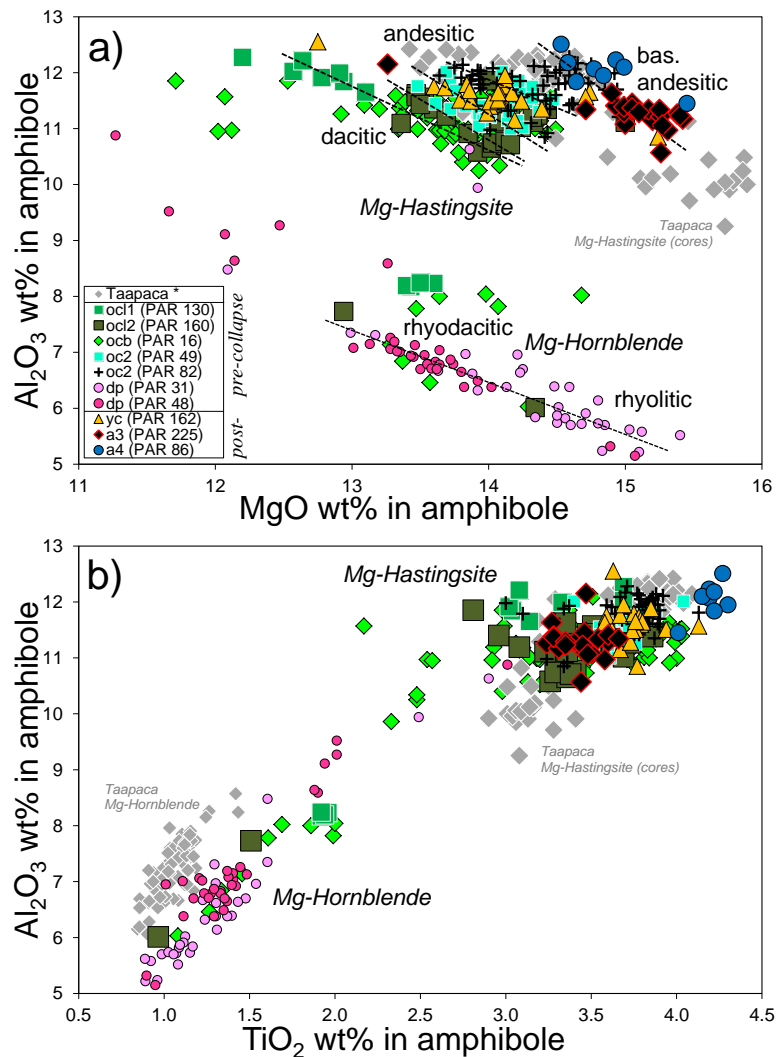 a)
andesitic
bas.
andesitic
dacitic
Mg-Hastingsite
Taapaca
Mg-Hastingsite (cores)
Taapaca *
ocl1 (PAR 130)
ocl2 (PAR 160)
ocb (PAR 16)
oc2 (PAR 49)
oc2 (PAR 82)
dp (PAR 31)
dp (PAR 48)
yc (PAR 162)
a3 (PAR 225)
a4 (PAR 86)
pre-collapse
post-
rhyodacitic
Mg-Hornblende
rhyolitic
13
12
11
10
9
8
7
6
5
Al₂O₃ wt% in amphibole
11 12 13 14 15 16
MgO wt% in amphibole
b)
Mg-Hastingsite
Taapaca
Mg-Hastingsite (cores)
Taapaca
Mg-Hornblende
Mg-Hornblende
13
12
11
10
9
8
7
6
5
Al₂O₃ wt% in amphibole
0.5 1.0 1.5 2.0 2.5 3.0 3.5 4.0 4.5
TiO₂ wt% in amphibole